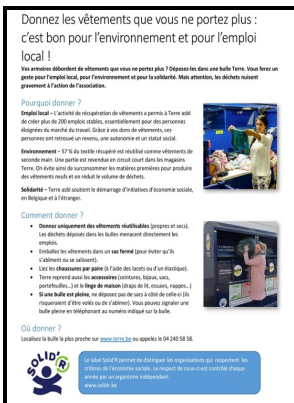 Donnez les vêtements que vous ne portez plus :
c'est bon pour l'environnement et pour l'emploi
local !
Vos armoires débordent de vêtements que vous ne portez plus ? Déposez-les dans une bulle Terre. Vous ferez un
geste pour l'emploi local, pour l'environnement et pour la solidarité. Mais attention, les déchets nuisent
gravement à l'action de l'association.
Pourquoi donner ?
Emploi local – L'activité de récupération de vêtements a permis à Terre asbl
de créer plus de 200 emplois stables, essentiellement pour des personnes
éloignées du marché du travail. Grâce à vos dons de vêtements, ces
personnes ont retrouvé un revenu, une autonomie et un statut social.
Environnement – 57 % du textile récupéré est réutilisé comme vêtements de
seconde main. Une partie est revendue en circuit court dans les magasins
Terre. On évite ainsi de surconsommer les matières premières pour produire
des vêtements neufs et on réduit le volume de déchets.
Solidarité – Terre asbl soutient le démarrage d'initiatives d'économie sociale,
en Belgique et à l'étranger.
Comment donner ?
Donnez uniquement des vêtements réutilisables (propres et secs).
Les déchets déposés dans les bulles menacent directement les
emplois.
Emballez les vêtements dans un sac fermé (pour éviter qu'ils
s'abîment ou se salissent).
Liez les chaussures par paire (à l'aide des lacets ou d'un élastique).
Terre reprend aussi les accessoires (ceintures, bijoux, sacs,
portefeuilles…) et le linge de maison (draps de lit, essuies, nappes…)
Si une bulle est pleine, ne déposez pas de sacs à côté de celle-ci (ils
risqueraient d'être volés ou de s'abîmer). Vous pouvez signaler une
bulle pleine en téléphonant au numéro indiqué sur la bulle.
Où donner ?
Localisez la bulle la plus proche sur www.terre.be ou appelez le 04 240 58 58.
SOLID'R
Le label Solid'R permet de distinguer les organisations qui respectent les
critères de l'économie sociale. Le respect de ceux-ci est contrôlé chaque
année par un organisme indépendant.
www.solidr.be